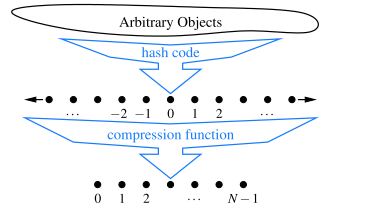 Arbitrary Objects
hash code
... −2 −1 0 1 2 ...
compression function
0 1 2 ... N−1